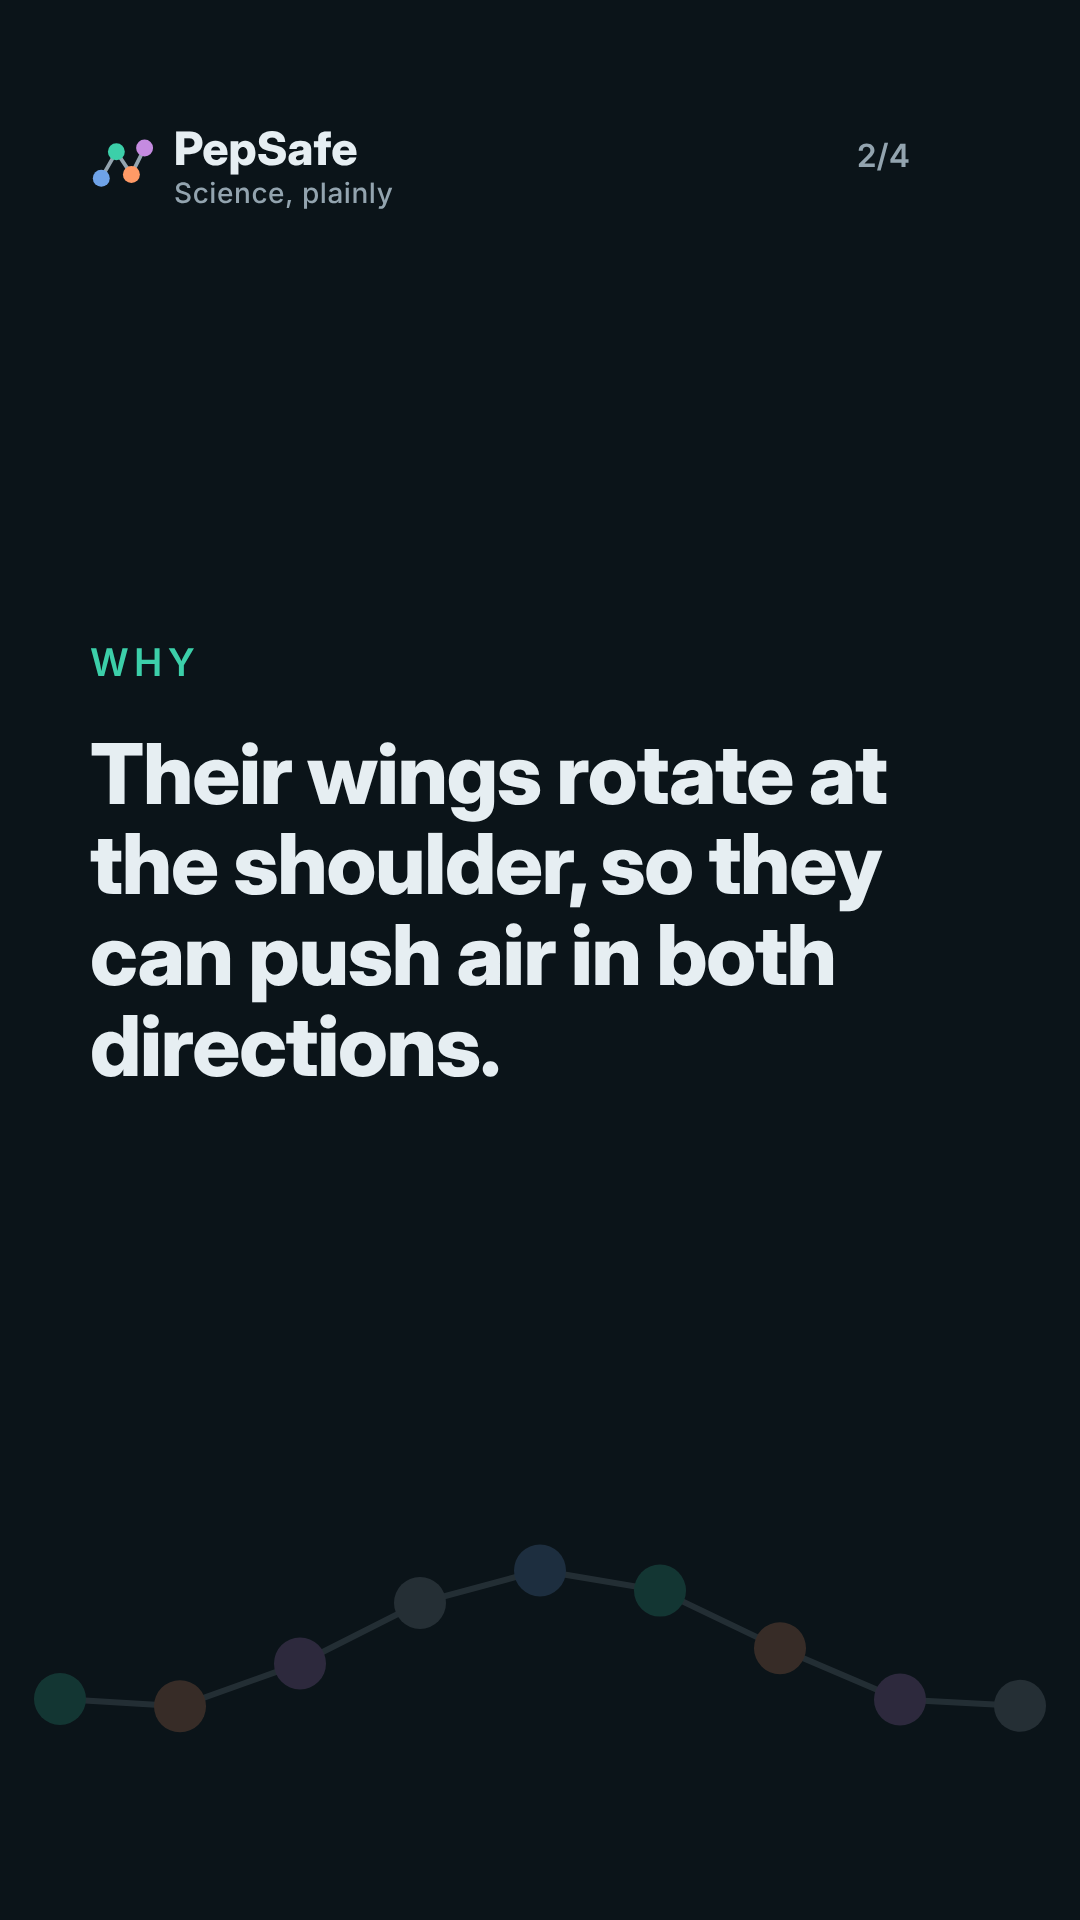 PepSafe
Science, plainly
2/4
WHY
Their wings rotate at
the shoulder, so they
can push air in both
directions.